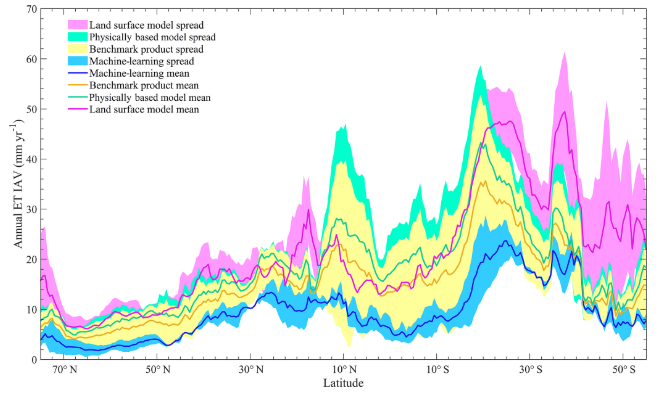 70
60
50
40
30
20
10
0
Annual ET IAV (mm yr⁻¹)
Land surface model spread
Physically based model spread
Benchmark product spread
Machine-learning spread
Machine-learning mean
Benchmark product mean
Physically based model mean
Land surface model mean
70° N 50° N 30° N 10° N 10° S 30° S 50° S
Latitude